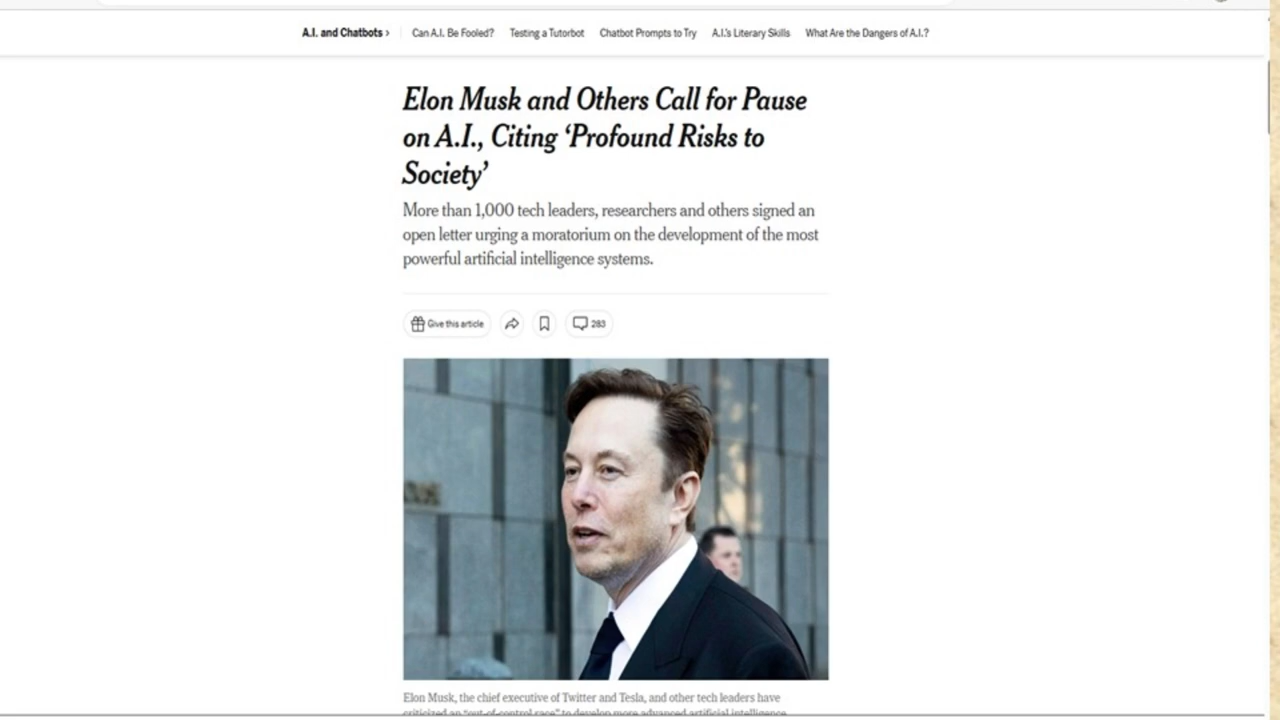 A.I. and Chatbots › Can A.I. Be Fooled? Testing a Tutorbot Chatbot Prompts to Try A.I.'s Literary Skills What Are the Dangers of A.I.?
Elon Musk and Others Call for Pause
on A.I., Citing ‘Profound Risks to
Society’
More than 1,000 tech leaders, researchers and others signed an
open letter urging a moratorium on the development of the most
powerful artificial intelligence systems.
Give this article 283
Elon Musk, the chief executive of Twitter and Tesla, and other tech leaders have
criticized an “out-of-control race” to develop more advanced artificial intelligence